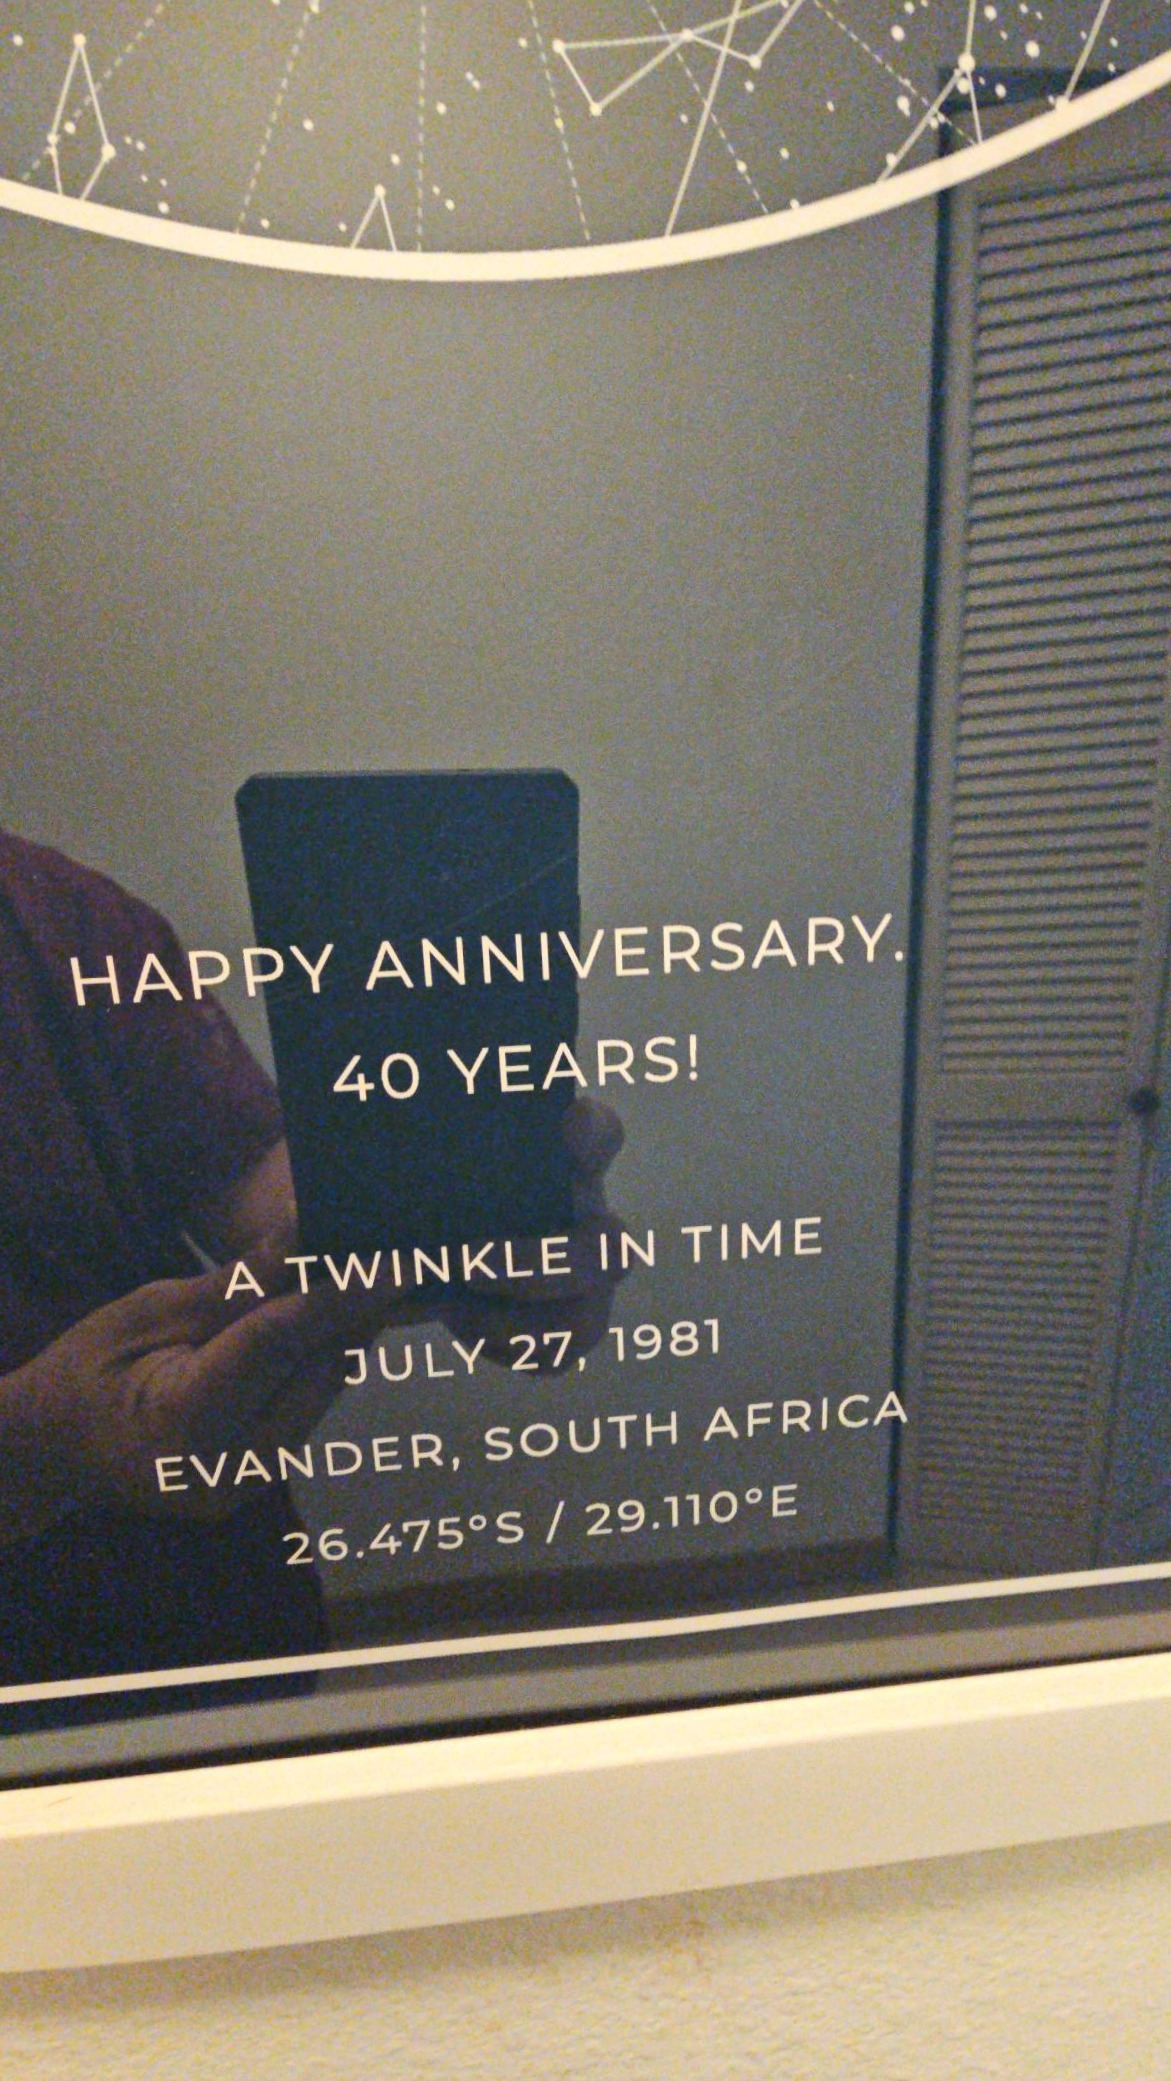 HAPPY ANNIVERSARY.
40 YEARS!
A TWINKLE IN TIME
JULY 27, 1981
EVANDER, SOUTH AFRICA
26.475°S / 29.110°E